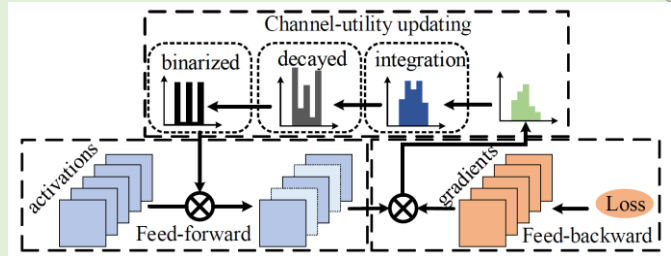 Channel-utility updating
binarized
decayed
integration
activations
gradients
Loss
Feed-forward
Feed-backward